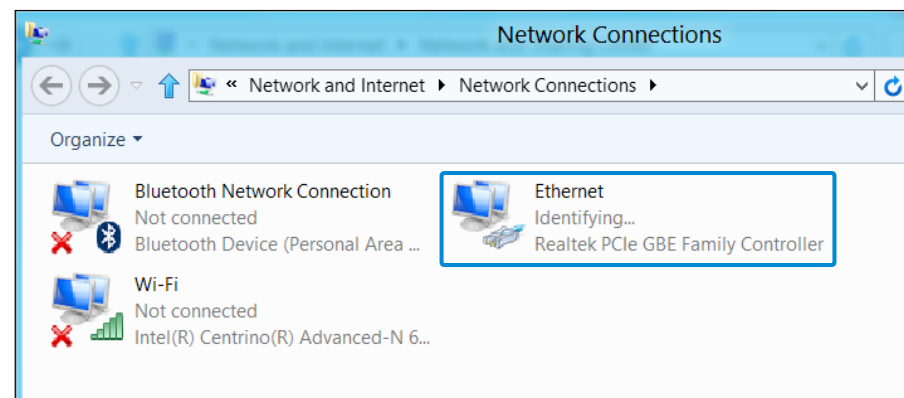 Network Connections
« Network and Internet Network Connections
Organize
Bluetooth Network Connection
Not connected
Bluetooth Device (Personal Area ...
Ethernet
Identifying...
Realtek PCIe GBE Family Controller
Wi-Fi
Not connected
Intel(R) Centrino(R) Advanced-N 6...